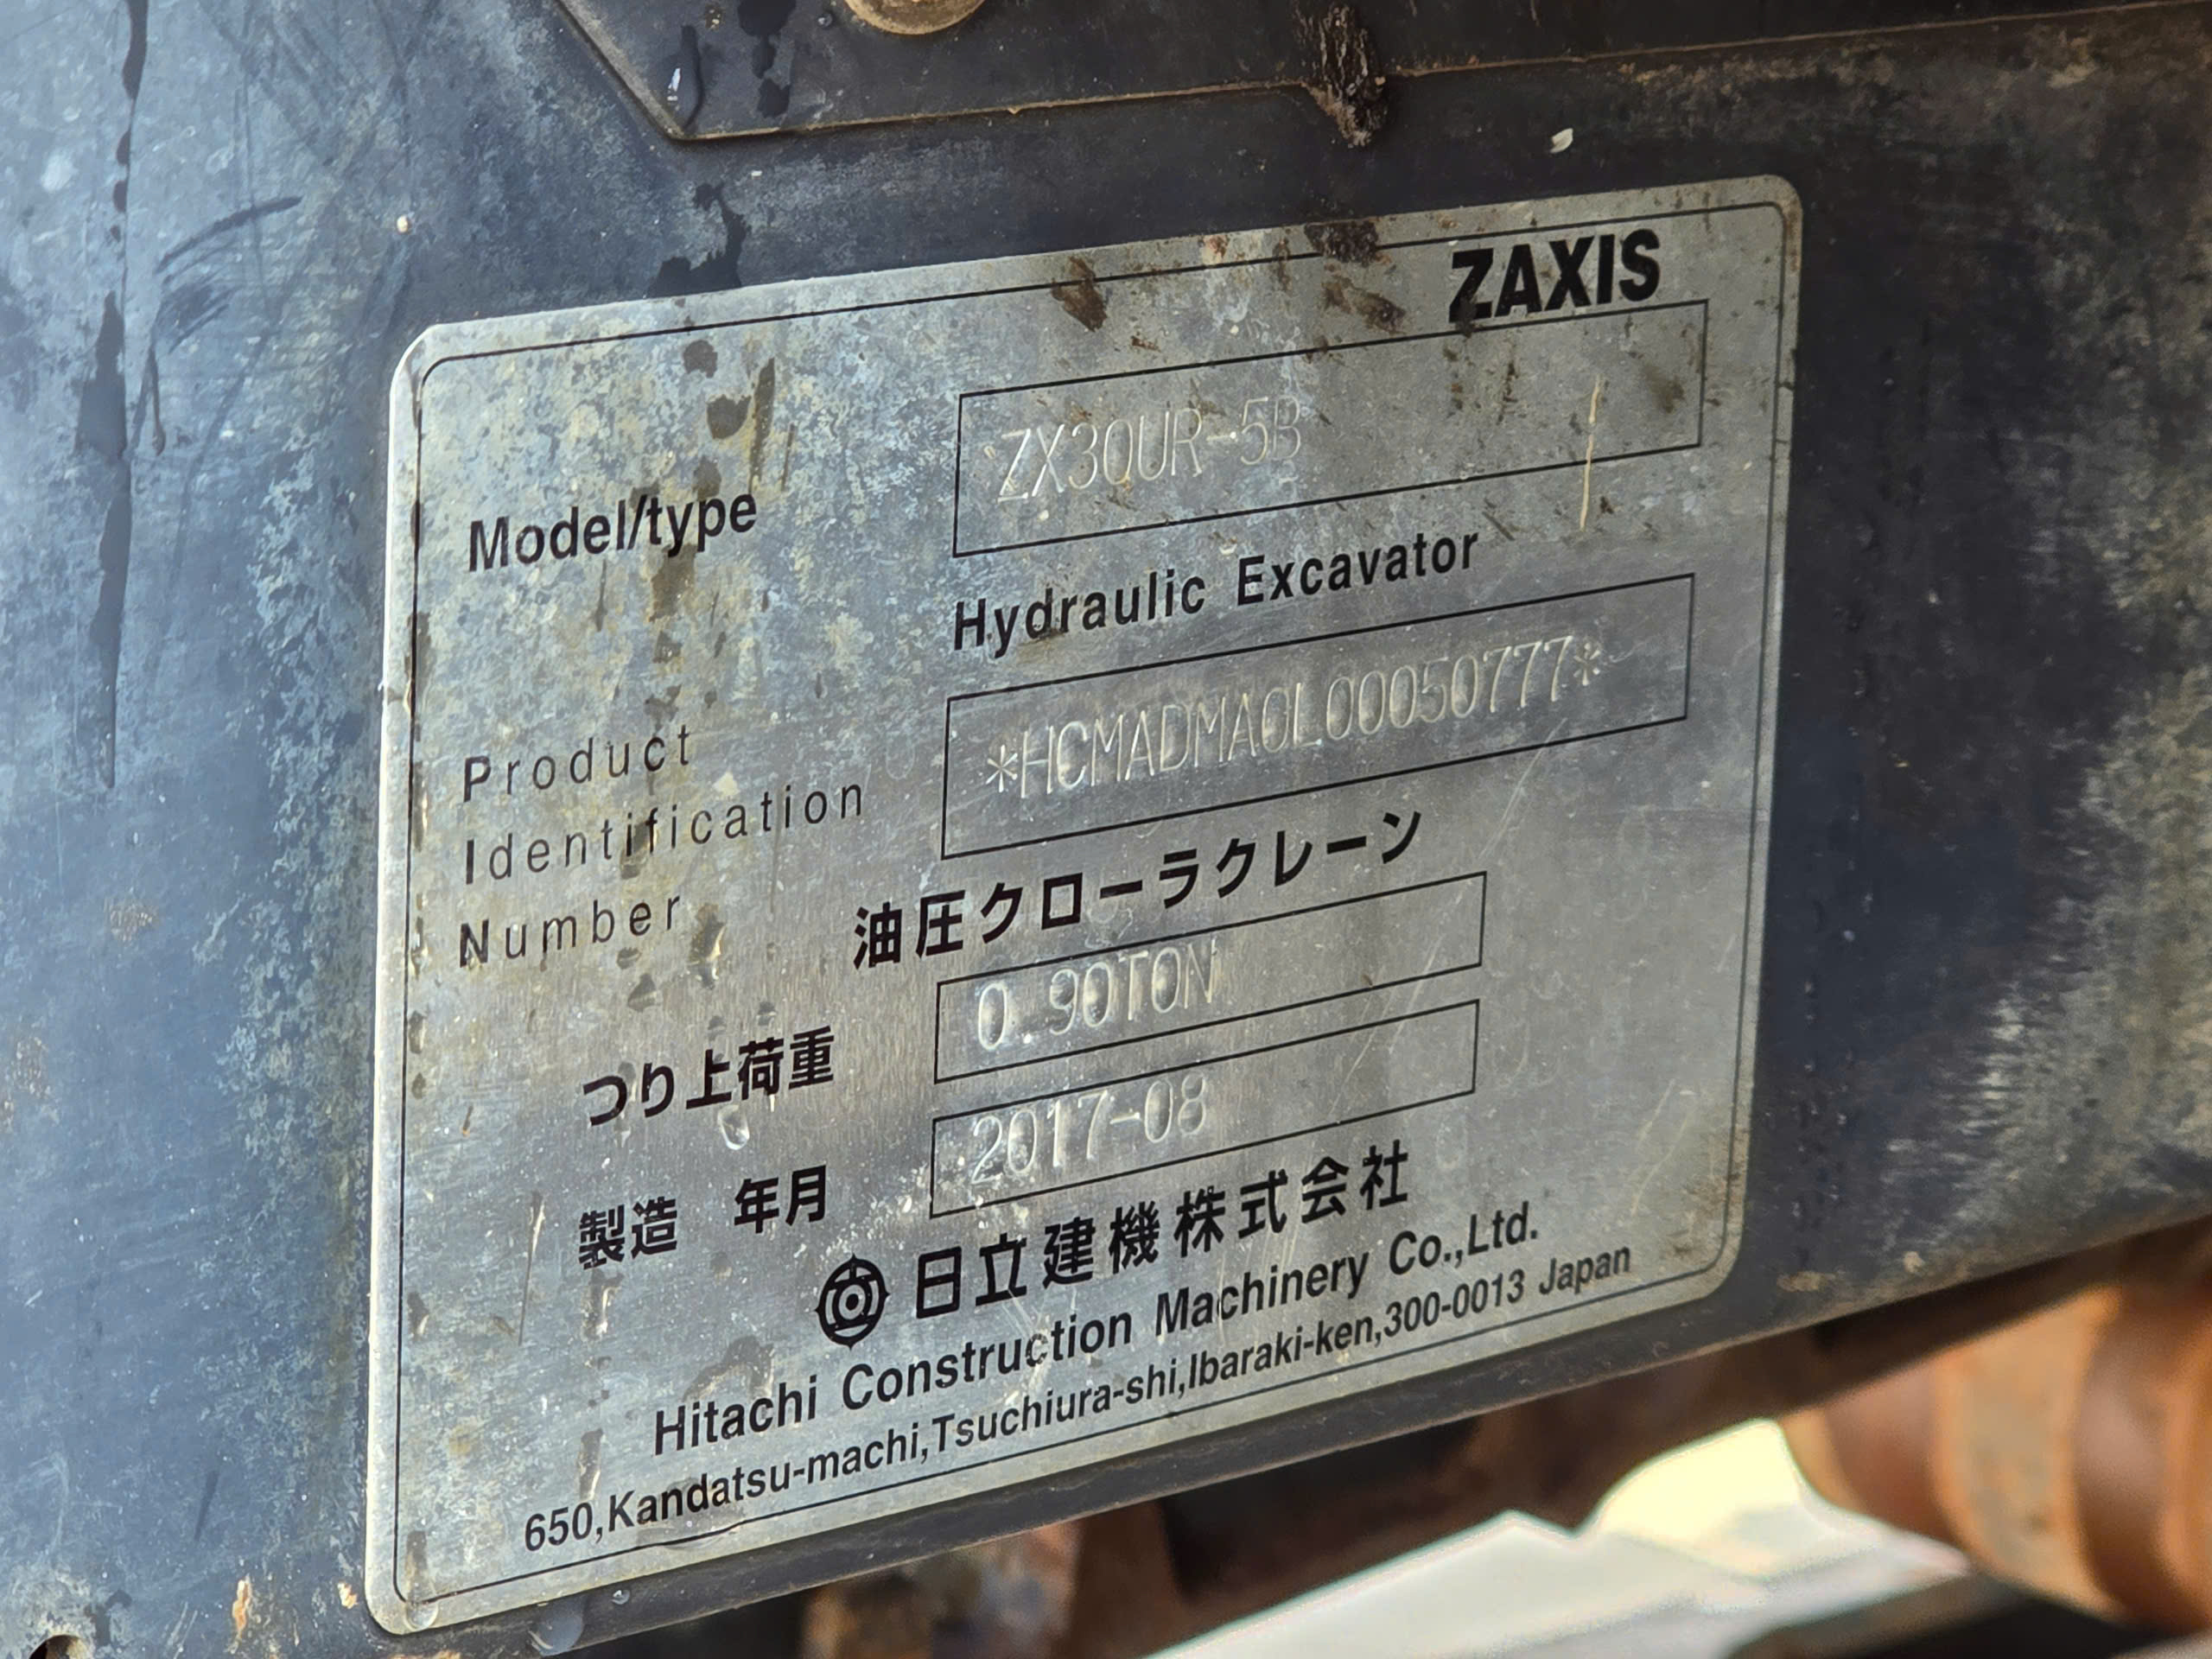 ZAXIS
Model/type ZX30UR-5B
Hydraulic Excavator
Product
Identification
Number
*HCMADMA0L00050777*
油圧クローラクレーン
つり上荷重 0.90TON
製造 年月 2017-08
日立建機株式会社
Hitachi Construction Machinery Co.,Ltd.
650,Kandatsu-machi,Tsuchiura-shi,Ibaraki-ken,300-0013 Japan